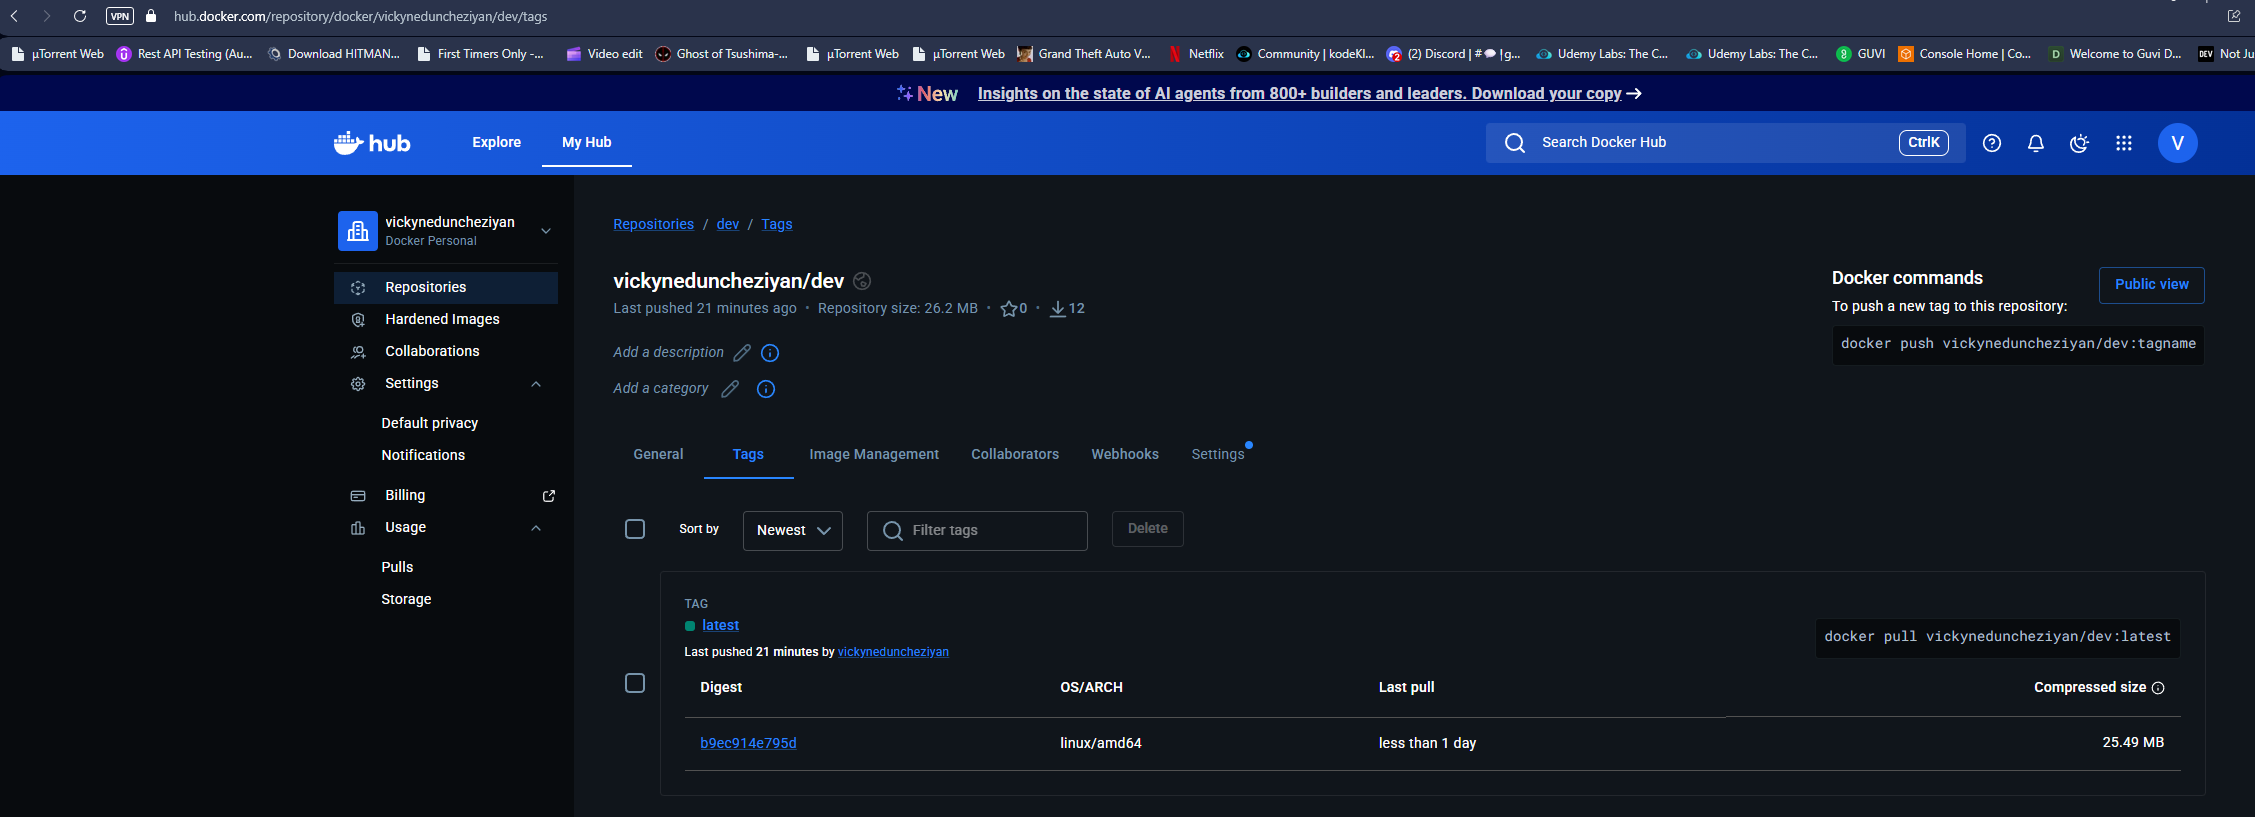 VPN
hub.docker.com/repository/docker/vickyneduncheziyan/dev/tags
µTorrent Web
Rest API Testing (Au...
Download HITMAN...
First Timers Only -...
Video edit
Ghost of Tsushima-...
µTorrent Web
µTorrent Web
Grand Theft Auto V...
Netflix
Community | kodeKl...
(2) Discord | #💬 | g...
Udemy Labs: The C...
Udemy Labs: The C...
GUVI
Console Home | Co...
Welcome to Guvi D...
DEV
Not Ju
New
Insights on the state of AI agents from 800+ builders and leaders. Download your copy →
hub
Explore
My Hub
Search Docker Hub
CtrlK
V
vickyneduncheziyan
Docker Personal
Repositories
Hardened Images
Collaborations
Settings
Default privacy
Notifications
Billing
Usage
Pulls
Storage
Repositories / dev / Tags
vickyneduncheziyan/dev
Last pushed 21 minutes ago • Repository size: 26.2 MB • 0 • 12
Add a description
Add a category
Docker commands
Public view
To push a new tag to this repository:
docker push vickyneduncheziyan/dev:tagname
General
Tags
Image Management
Collaborators
Webhooks
Settings
Sort by
Newest
Filter tags
Delete
TAG
latest
Last pushed 21 minutes by vickyneduncheziyan
docker pull vickyneduncheziyan/dev:latest
Digest
OS/ARCH
Last pull
Compressed size
b9ec914e795d
linux/amd64
less than 1 day
25.49 MB